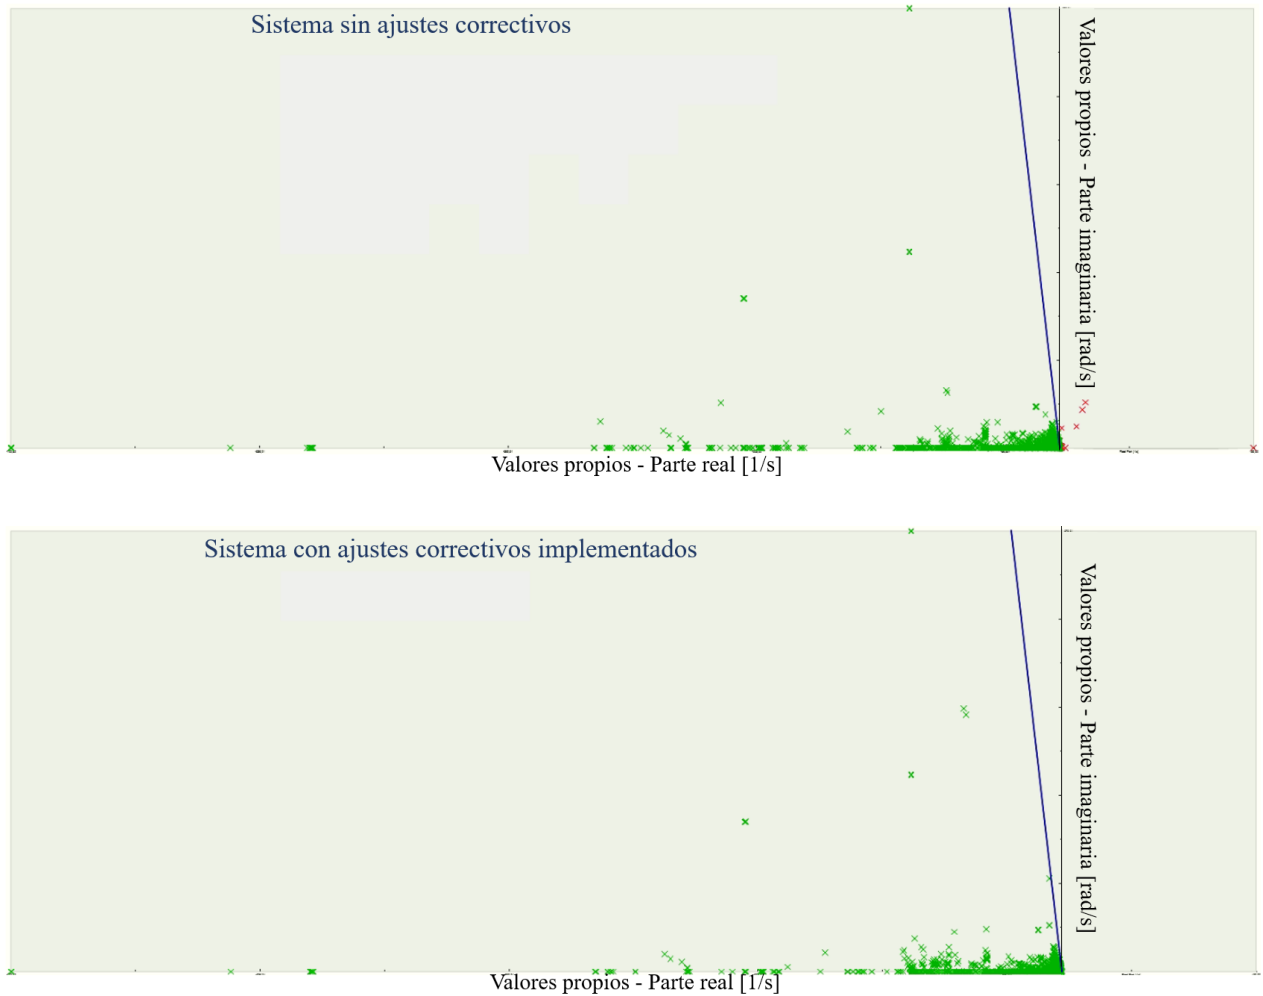 Sistema sin ajustes correctivos
Valores propios - Parte imaginaria [rad/s]
Valores propios - Parte real [1/s]
Sistema con ajustes correctivos implementados
Valores propios - Parte imaginaria [rad/s]
Valores propios - Parte real [1/s]